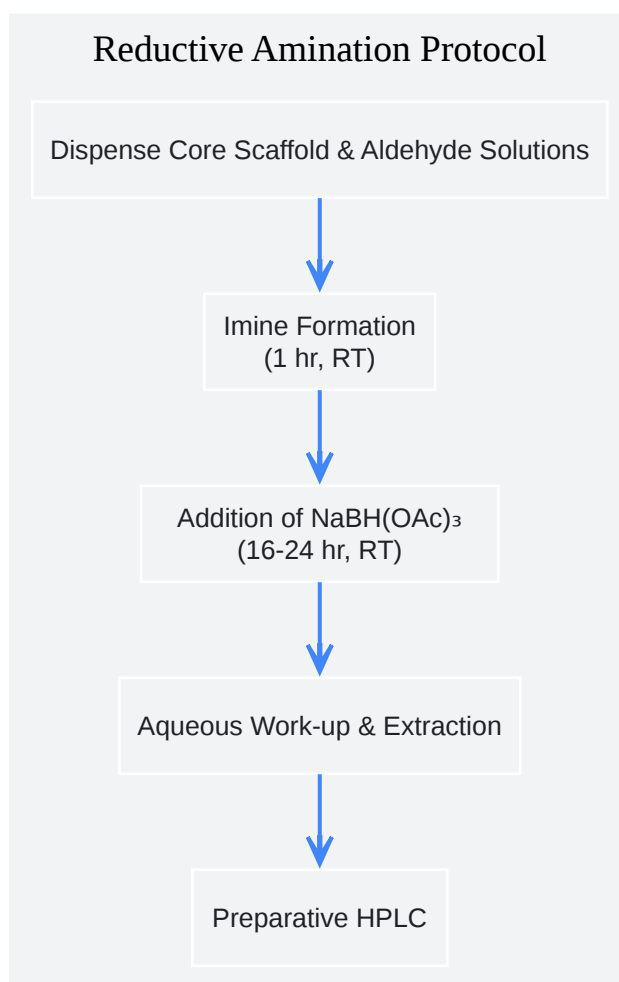 Reductive Amination Protocol
Dispense Core Scaffold & Aldehyde Solutions
Imine Formation
(1 hr, RT)
Addition of NaBH(OAc)₃
(16-24 hr, RT)
Aqueous Work-up & Extraction
Preparative HPLC